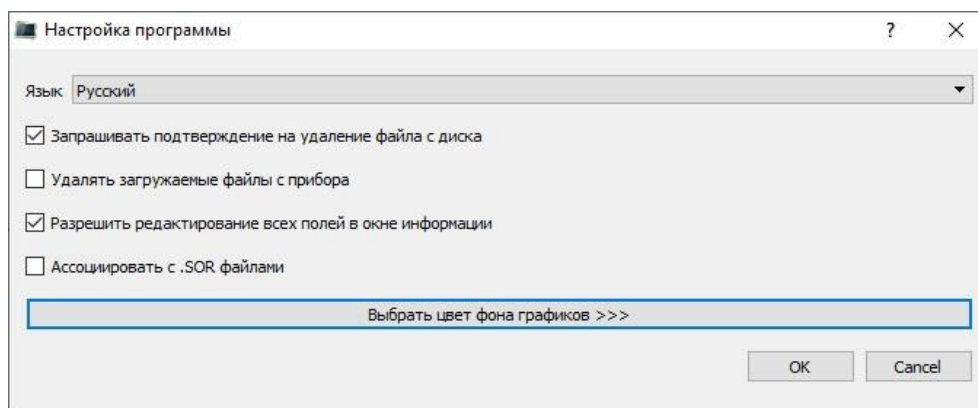 Настройка программы ?
Язык Русский
Запрашивать подтверждение на удаление файла с диска
Удалять загружаемые файлы с прибора
Разрешить редактирование всех полей в окне информации
Ассоциировать с .SOR файлами
Выбрать цвет фона графиков >>>
OK Cancel